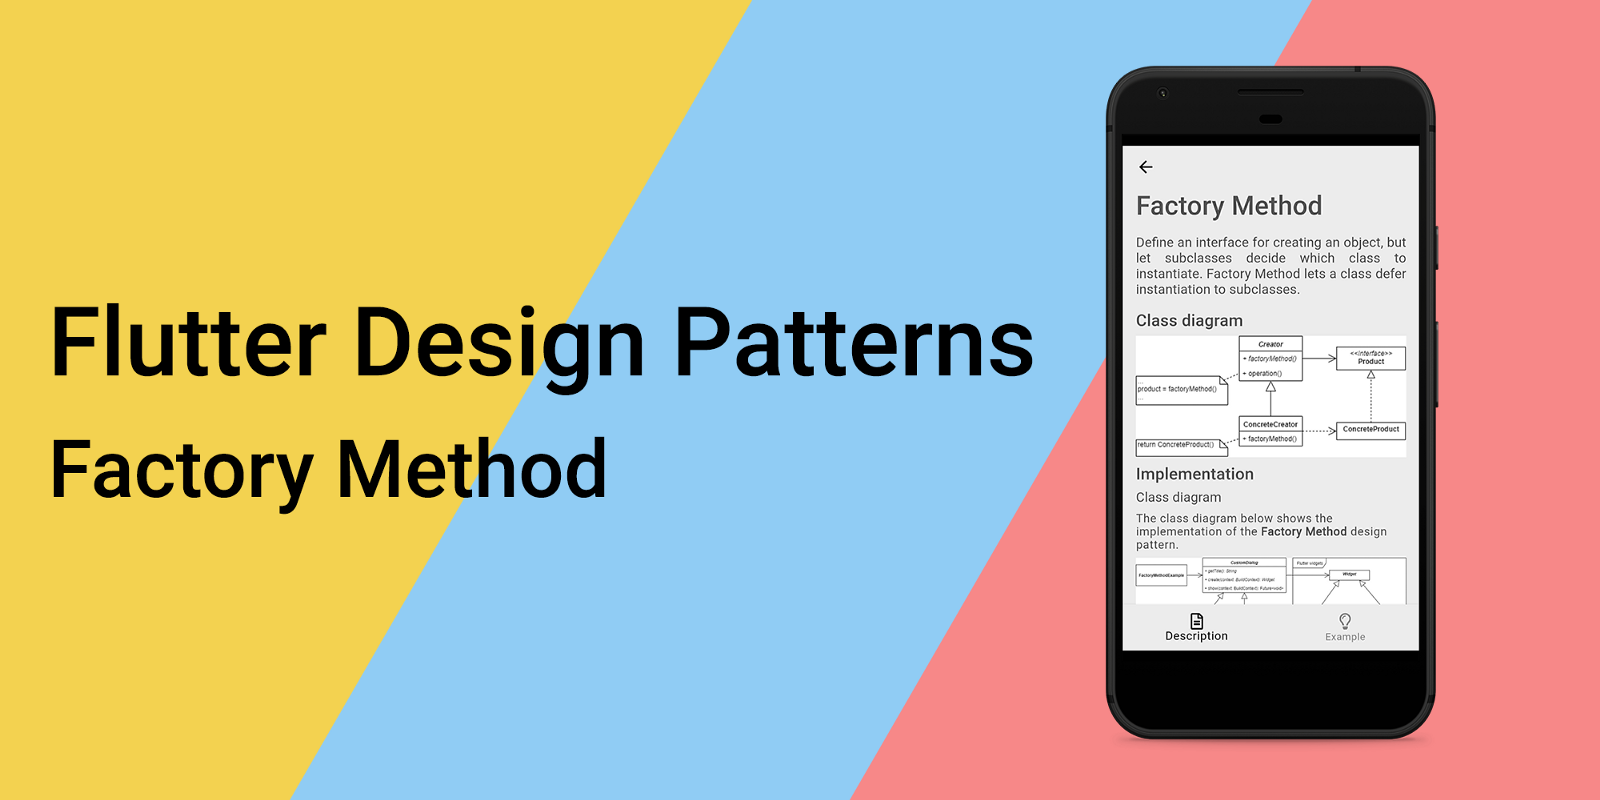 Flutter Design Patterns
Factory Method
Factory Method
Define an interface for creating an object, but
let subclasses decide which class to
instantiate. Factory Method lets a class defer
instantiation to subclasses.
Class diagram
Creator
+ factoryMethod()
+ operation()
<<interface>>
Product
...
product = factoryMethod()
...
ConcreteCreator
+ factoryMethod()
ConcreteProduct
return ConcreteProduct()
Implementation
Class diagram
The class diagram below shows the
implementation of the Factory Method design
pattern.
FactoryMethodExample
CustomDialog
+ getTitle(): String
+ create(context: BuildContext): Widget
+ show(context: BuildContext): Future<void>
Flutter widgets
Widget
Description
Example